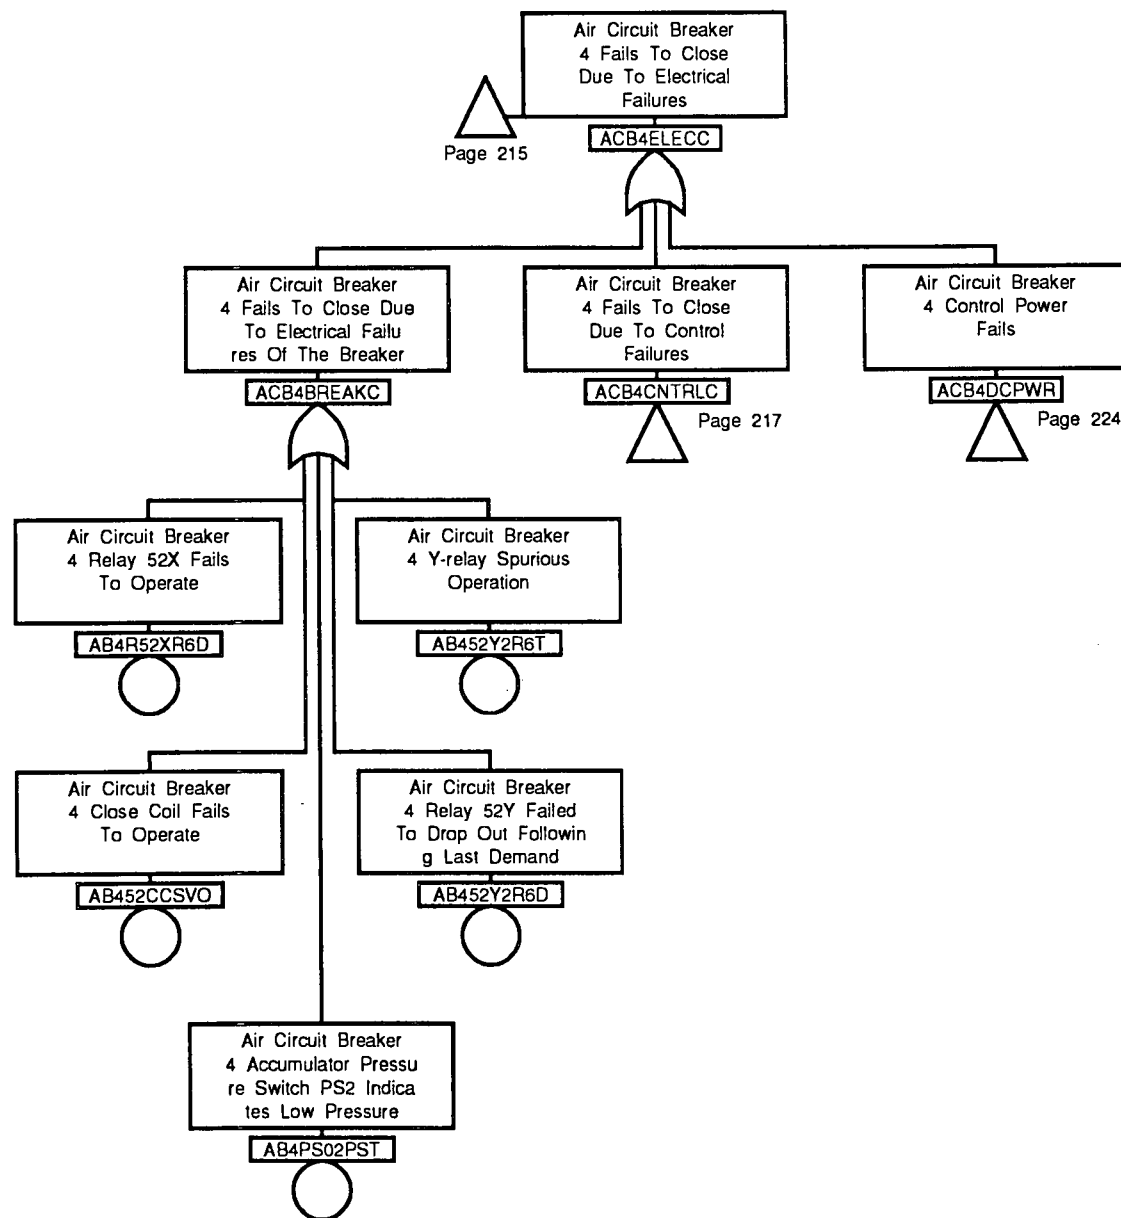 Air Circuit Breaker
4 Fails To Close
Due To Electrical
Failures
Page 215
ACB4ELECC
Air Circuit Breaker
4 Fails To Close Due
To Electrical Failu
res Of The Breaker
ACB4BREAKC
Air Circuit Breaker
4 Fails To Close
Due To Control
Failures
ACB4CNTRLC
Page 217
Air Circuit Breaker
4 Control Power
Fails
ACB4DCPWR
Page 224
Air Circuit Breaker
4 Relay 52X Fails
To Operate
AB4R52XR6D
Air Circuit Breaker
4 Y-relay Spurious
Operation
AB452Y2R6T
Air Circuit Breaker
4 Close Coil Fails
To Operate
AB452CCSVO
Air Circuit Breaker
4 Relay 52Y Failed
To Drop Out Followin
g Last Demand
AB452Y2R6D
Air Circuit Breaker
4 Accumulator Pressu
re Switch PS2 Indica
tes Low Pressure
AB4PS02PST